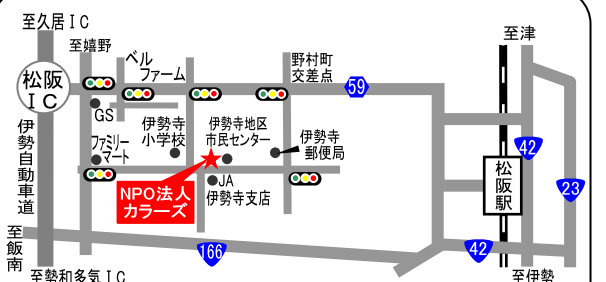 至久居IC
至嬉野
ベル
ファーム
野村町
交差点
至津
松阪
IC
59
GS
伊勢寺
小学校
伊勢寺地区
市民センター
伊勢寺
郵便局
ファミリー
マート
伊勢自動車道
42
松阪駅
23
JA
伊勢寺支店
NPO法人
カラーズ
至飯南
166
42
至勢和多気IC
至伊勢